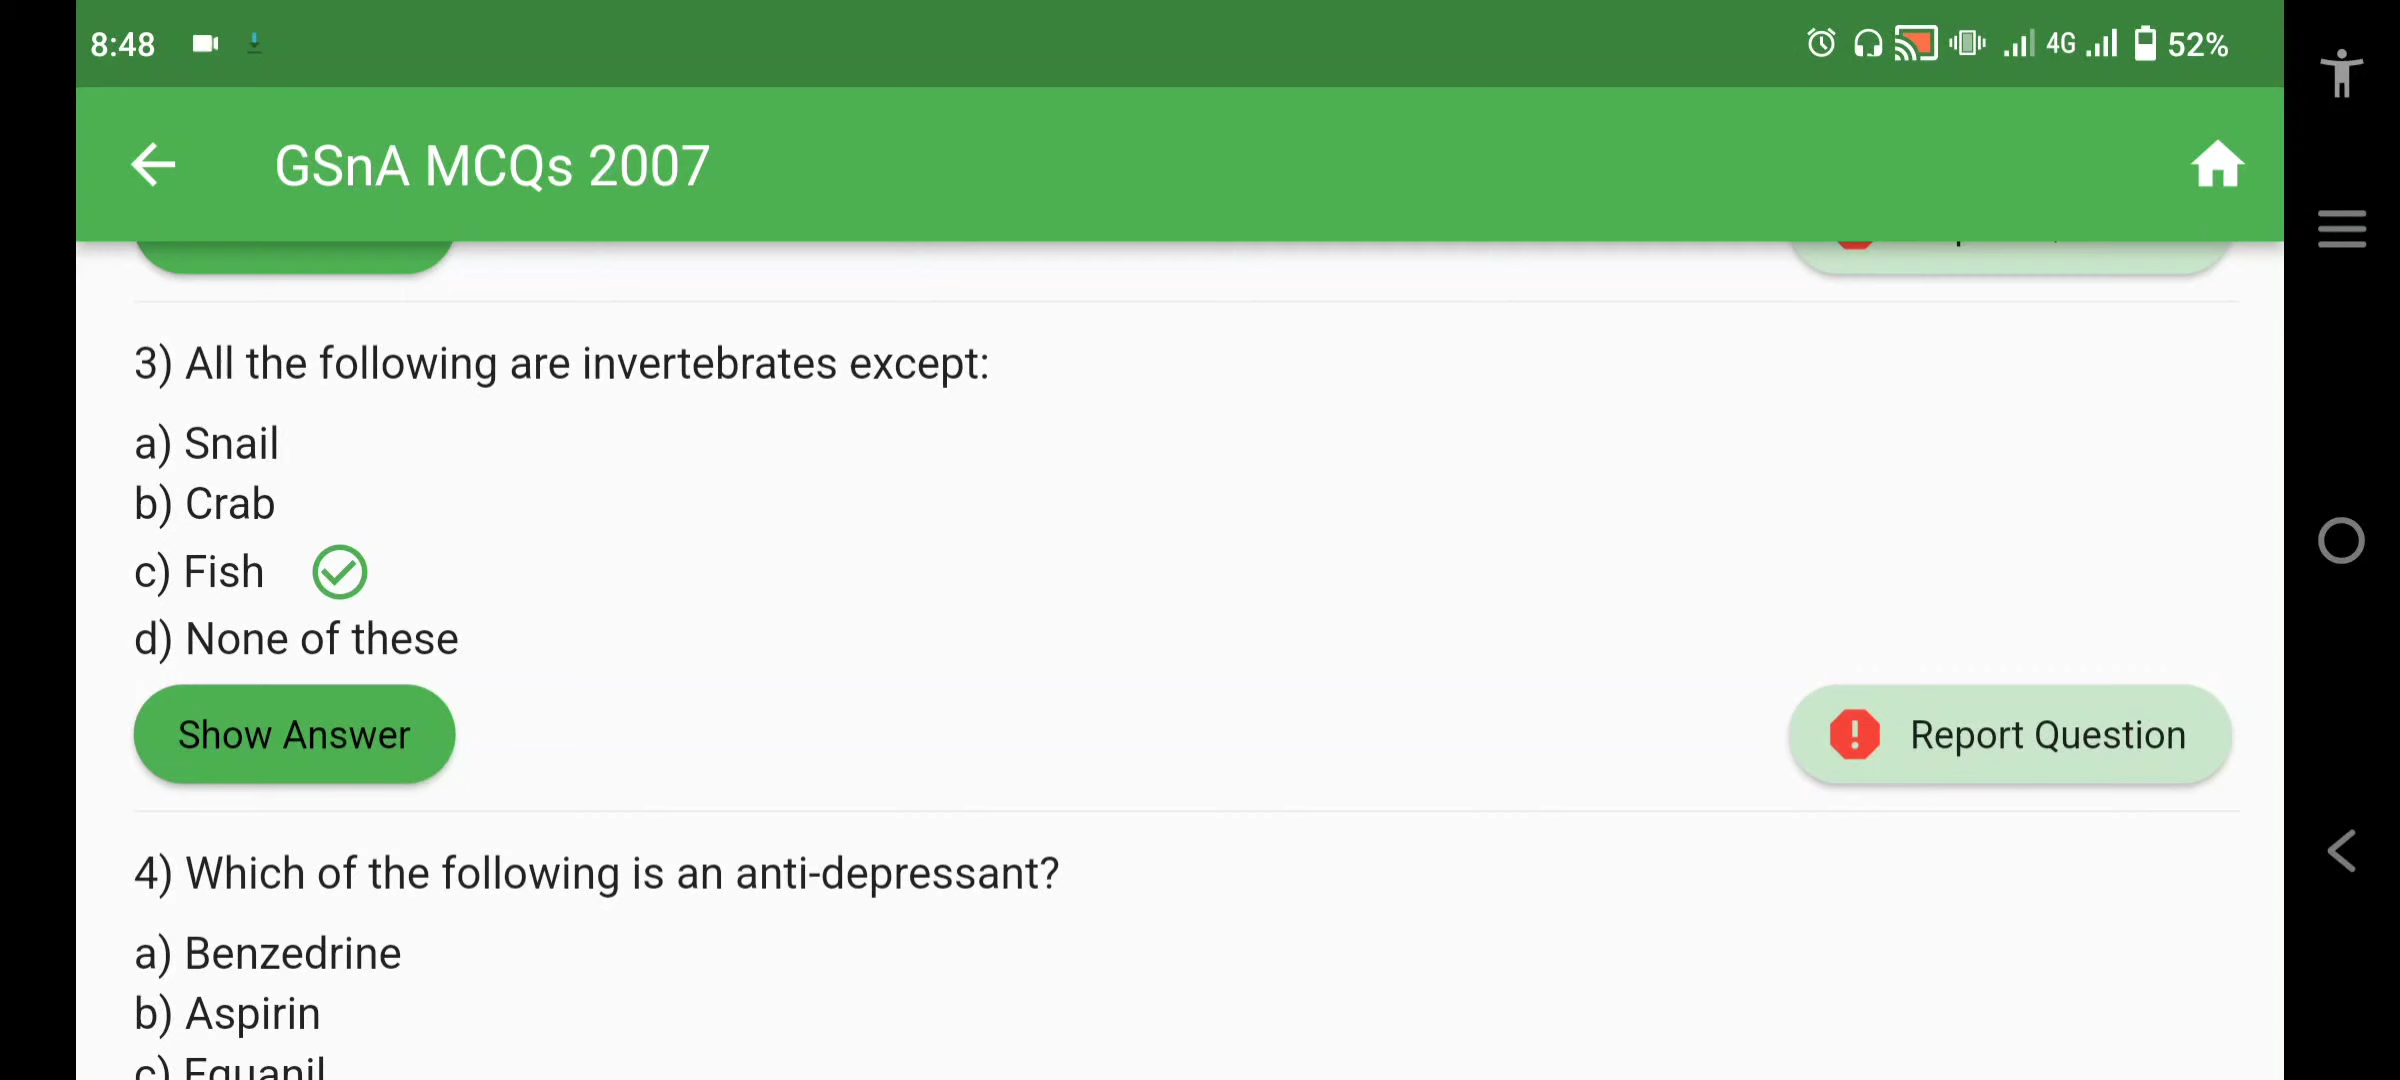 8:48 4G 52%
GSnA MCQs 2007
3) All the following are invertebrates except:
a) Snail
b) Crab
c) Fish
d) None of these
Show Answer
Report Question
4) Which of the following is an anti-depressant?
a) Benzedrine
b) Aspirin
c) Equanil